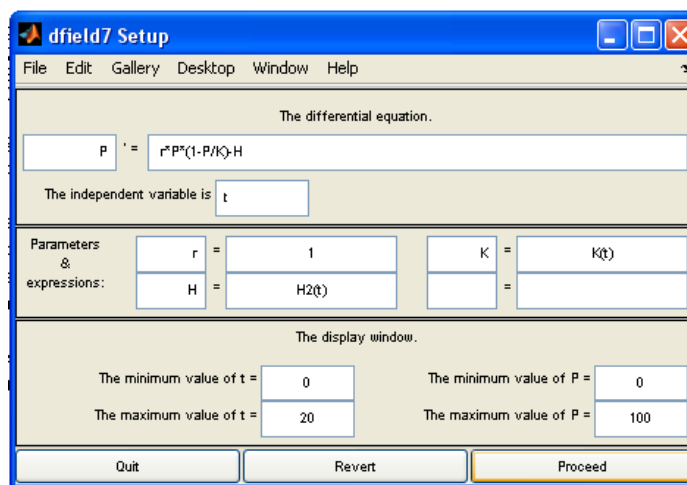 dfield7 Setup
File Edit Gallery Desktop Window Help
The differential equation.
P ' = r*P*(1-P/K)-H
The independent variable is t
Parameters & expressions:
r = 1 K = K(t)
H = H2(t) =
The display window.
The minimum value of t = 0 The minimum value of P = 0
The maximum value of t = 20 The maximum value of P = 100
Quit Revert Proceed